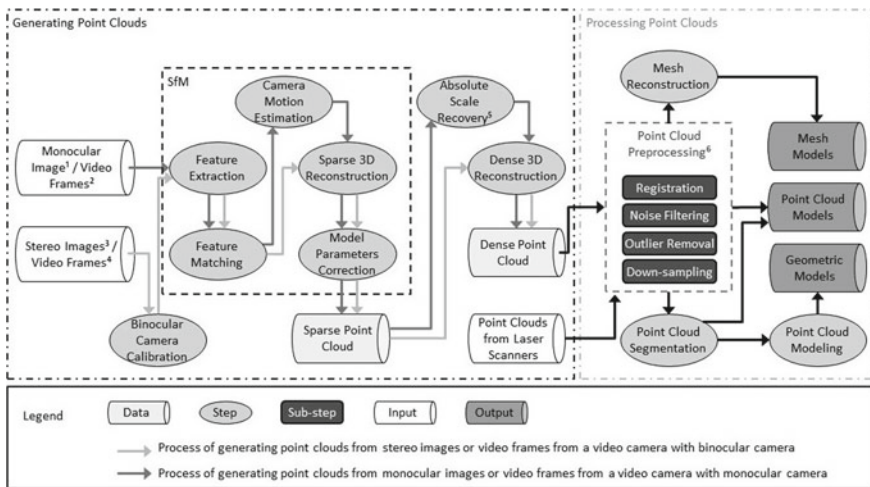 Generating Point Clouds
Processing Point Clouds
SfM
Camera
Motion
Estimation
Absolute
Scale
Recovery⁵
Mesh
Reconstruction
Monocular
Image¹ / Video
Frames²
Feature
Extraction
Sparse 3D
Reconstruction
Dense 3D
Reconstruction
Point Cloud
Preprocessing⁶
Registration
Noise Filtering
Outlier Removal
Down-sampling
Mesh
Models
Point Cloud
Models
Stereo Images³ /
Video Frames⁴
Feature
Matching
Model
Parameters
Correction
Dense Point
Cloud
Geometric
Models
Binocular
Camera
Calibration
Sparse Point
Cloud
Point Clouds
from Laser
Scanners
Point Cloud
Segmentation
Point Cloud
Modeling
Legend
Data
Step
Sub-step
Input
Output
Process of generating point clouds from stereo images or video frames from a video camera with binocular camera
Process of generating point clouds from monocular images or video frames from a video camera with monocular camera